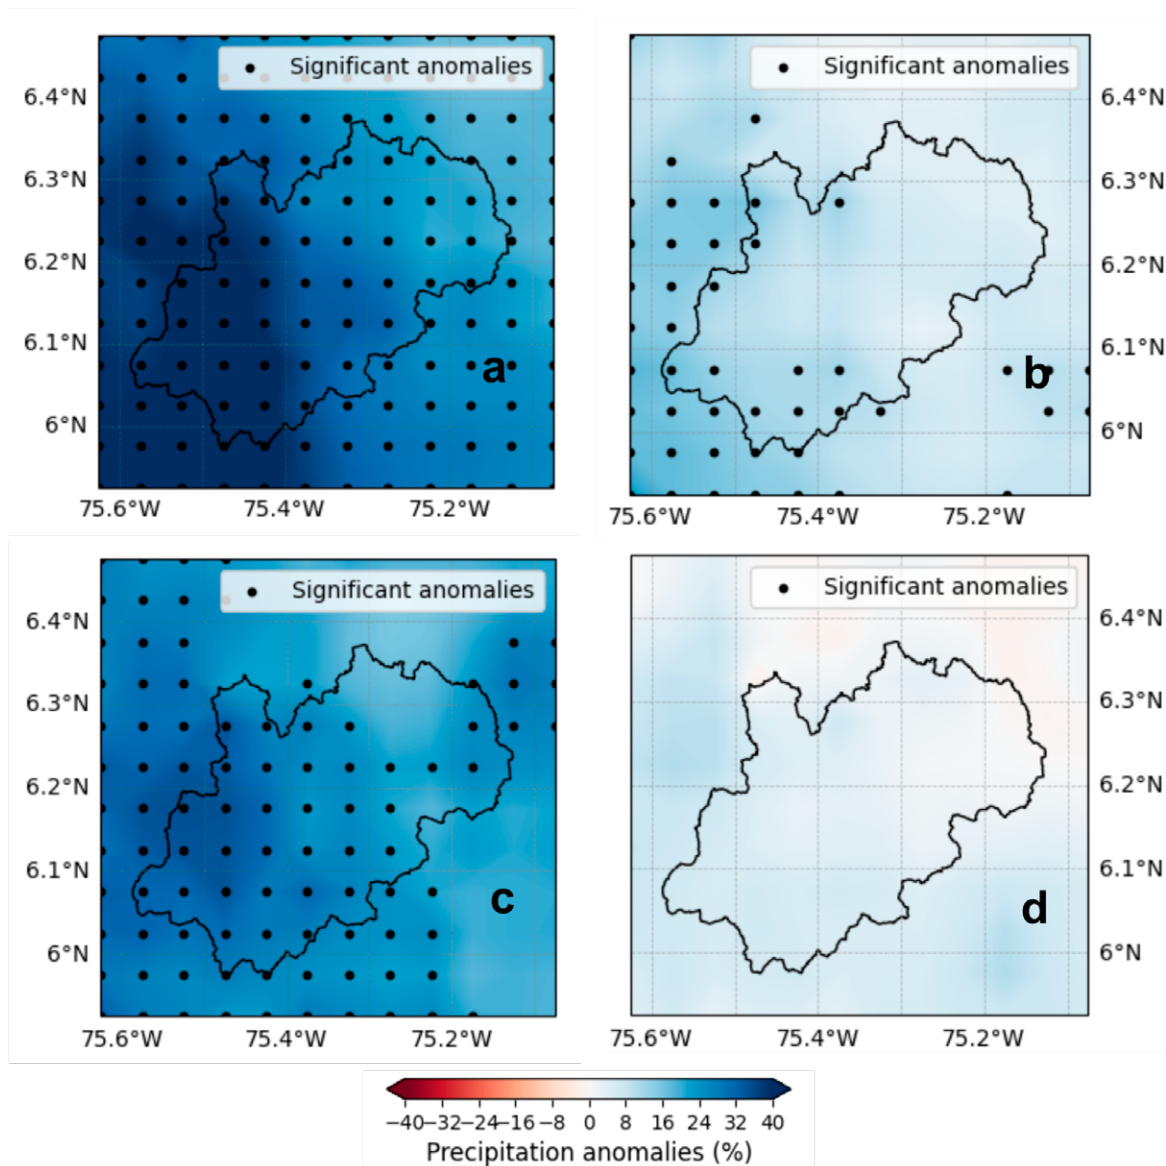 Significant anomalies
6.4°N
6.3°N
6.2°N
6.1°N
6°N
a
75.6°W 75.4°W 75.2°W
Significant anomalies
6.4°N
6.3°N
6.2°N
6.1°N
6°N
b
75.6°W 75.4°W 75.2°W
Significant anomalies
6.4°N
6.3°N
6.2°N
6.1°N
6°N
c
75.6°W 75.4°W 75.2°W
Significant anomalies
6.4°N
6.3°N
6.2°N
6.1°N
6°N
d
75.6°W 75.4°W 75.2°W
−40 −32 −24 −16 −8 0 8 16 24 32 40
Precipitation anomalies (%)